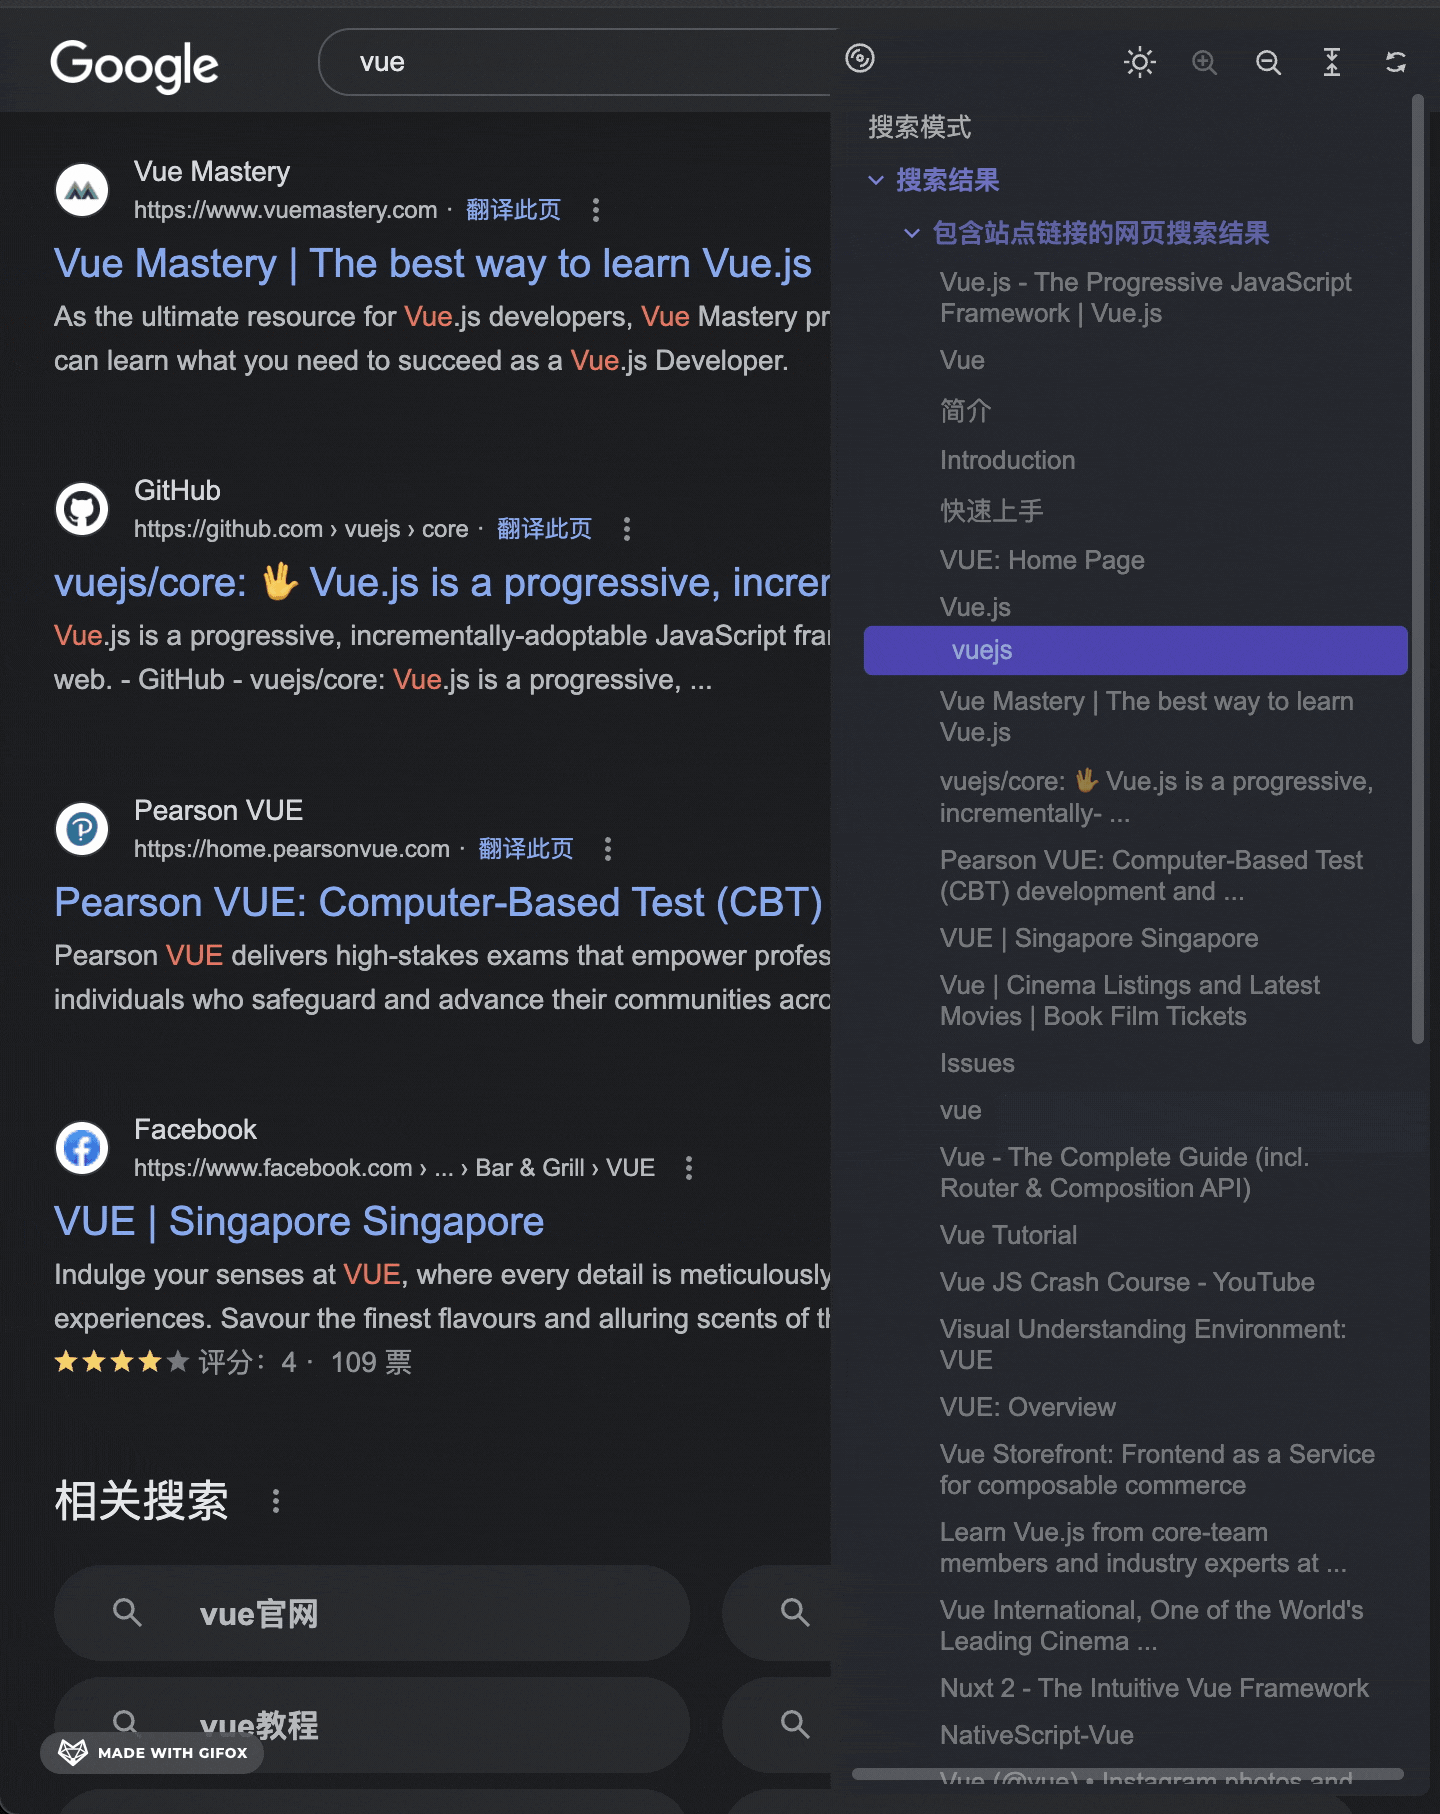 Google
vue
Vue Mastery
https://www.vuemastery.com · 翻译此页
Vue Mastery | The best way to learn Vue.js
As the ultimate resource for Vue.js developers, Vue Mastery pr
can learn what you need to succeed as a Vue.js Developer.
GitHub
https://github.com › vuejs › core · 翻译此页
vuejs/core: 🖖 Vue.js is a progressive, increr
Vue.js is a progressive, incrementally-adoptable JavaScript frar
web. - GitHub - vuejs/core: Vue.js is a progressive, ...
Pearson VUE
https://home.pearsonvue.com · 翻译此页
Pearson VUE: Computer-Based Test (CBT)
Pearson VUE delivers high-stakes exams that empower profes
individuals who safeguard and advance their communities acro
Facebook
https://www.facebook.com › ... › Bar & Grill › VUE
VUE | Singapore Singapore
Indulge your senses at VUE, where every detail is meticulously
experiences. Savour the finest flavours and alluring scents of th
评分：4 · 109 票
相关搜索
vue官网
vue教程
MADE WITH GIFOX
搜索模式
搜索结果
包含站点链接的网页搜索结果
Vue.js - The Progressive JavaScript
Framework | Vue.js
Vue
简介
Introduction
快速上手
VUE: Home Page
Vue.js
vuejs
Vue Mastery | The best way to learn
Vue.js
vuejs/core: 🖖 Vue.js is a progressive,
incrementally- ...
Pearson VUE: Computer-Based Test
(CBT) development and ...
VUE | Singapore Singapore
Vue | Cinema Listings and Latest
Movies | Book Film Tickets
Issues
vue
Vue - The Complete Guide (incl.
Router & Composition API)
Vue Tutorial
Vue JS Crash Course - YouTube
Visual Understanding Environment:
VUE
VUE: Overview
Vue Storefront: Frontend as a Service
for composable commerce
Learn Vue.js from core-team
members and industry experts at ...
Vue International, One of the World's
Leading Cinema ...
Nuxt 2 - The Intuitive Vue Framework
NativeScript-Vue
Vue (@vue) • Instagram photos and